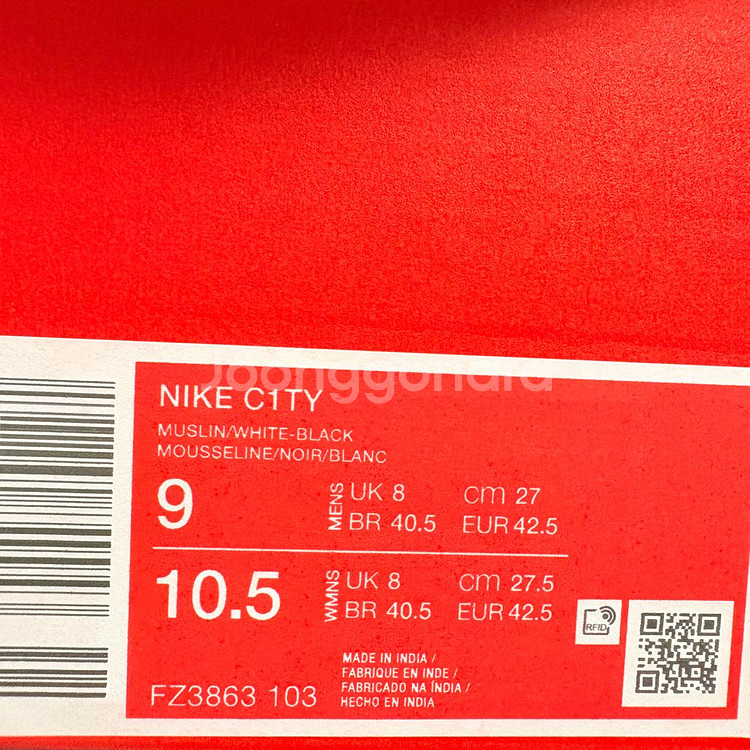 Joonggonara
NIKE C1TY
MUSLIN/WHITE-BLACK
MOUSSELINE/NOIR/BLANC
9 MENS UK 8 cm 27
BR 40.5 EUR 42.5
10.5 WMNS UK 8 cm 27.5
BR 40.5 EUR 42.5
RFID
MADE IN INDIA /
FABRIQUE EN INDE /
FABRICADO NA ÍNDIA /
HECHO EN INDIA
FZ3863 103